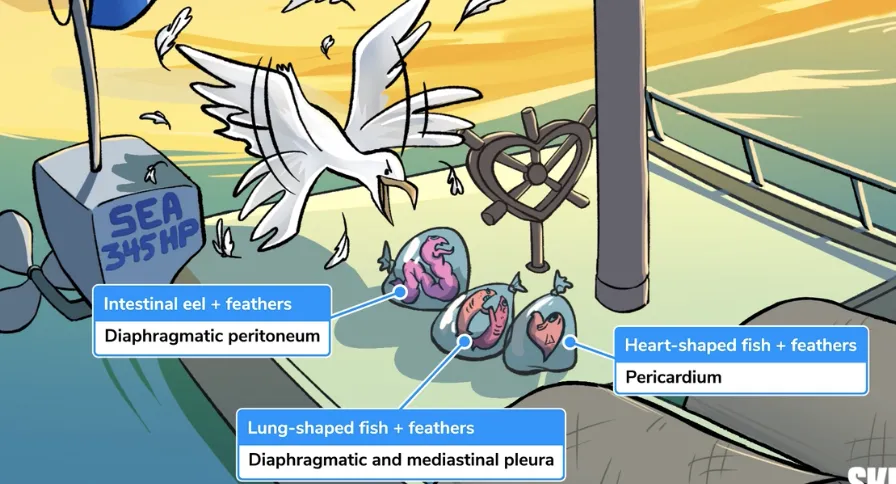 SEA
345 HP
Intestinal eel + feathers
Diaphragmatic peritoneum
Heart-shaped fish + feathers
Pericardium
Lung-shaped fish + feathers
Diaphragmatic and mediastinal pleura